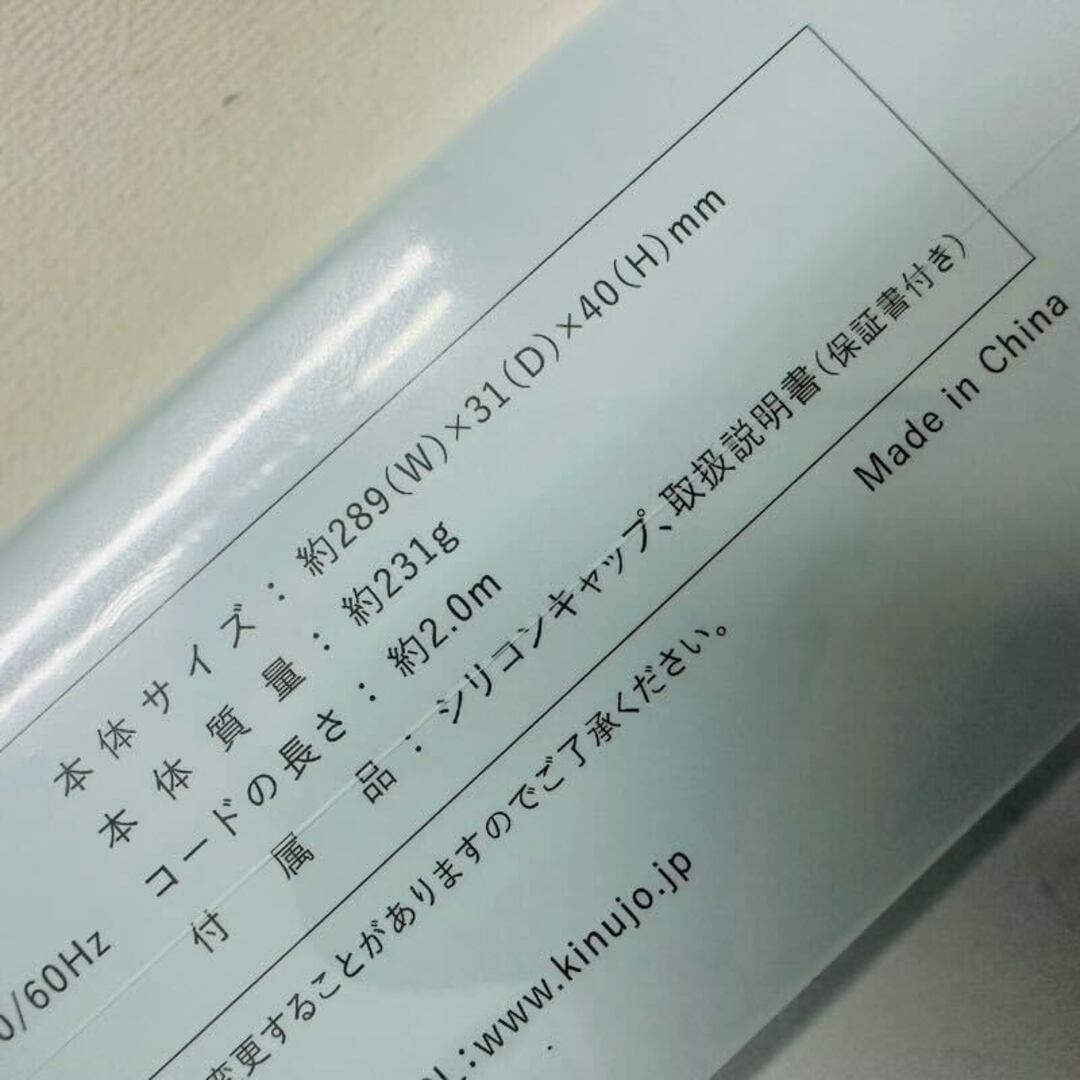 本体サイズ：約289(W)×31(D)×40(H)mm
本体質量：約231g
コードの長さ：約2.0m
0/60Hz 付属品：シリコンキャップ、取扱説明書(保証書付き)
変更することがありますのでご了承ください。
Made in China
L:www.kinujo.jp